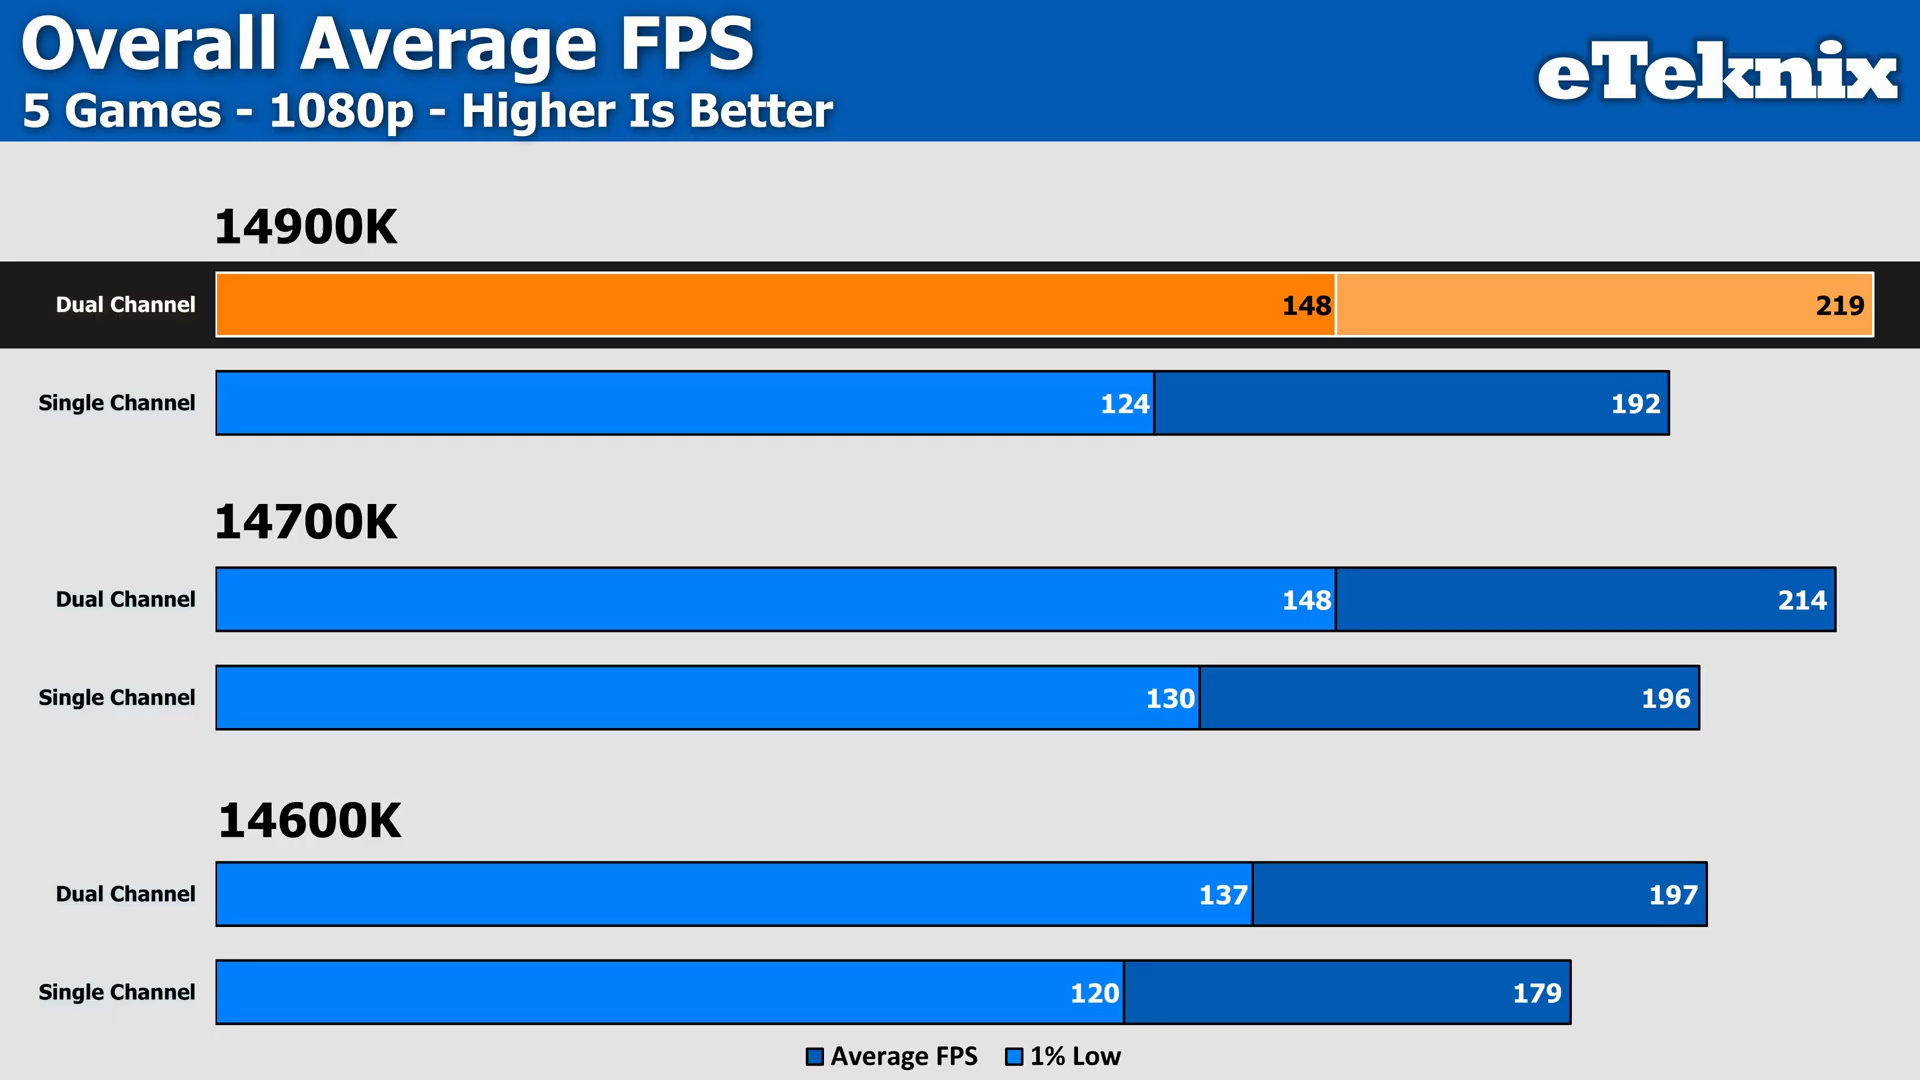 Overall Average FPS
5 Games - 1080p - Higher Is Better
eTeknix
14900K
Dual Channel 148 219
Single Channel 124 192
14700K
Dual Channel 148 214
Single Channel 130 196
14600K
Dual Channel 137 197
Single Channel 120 179
Average FPS 1% Low